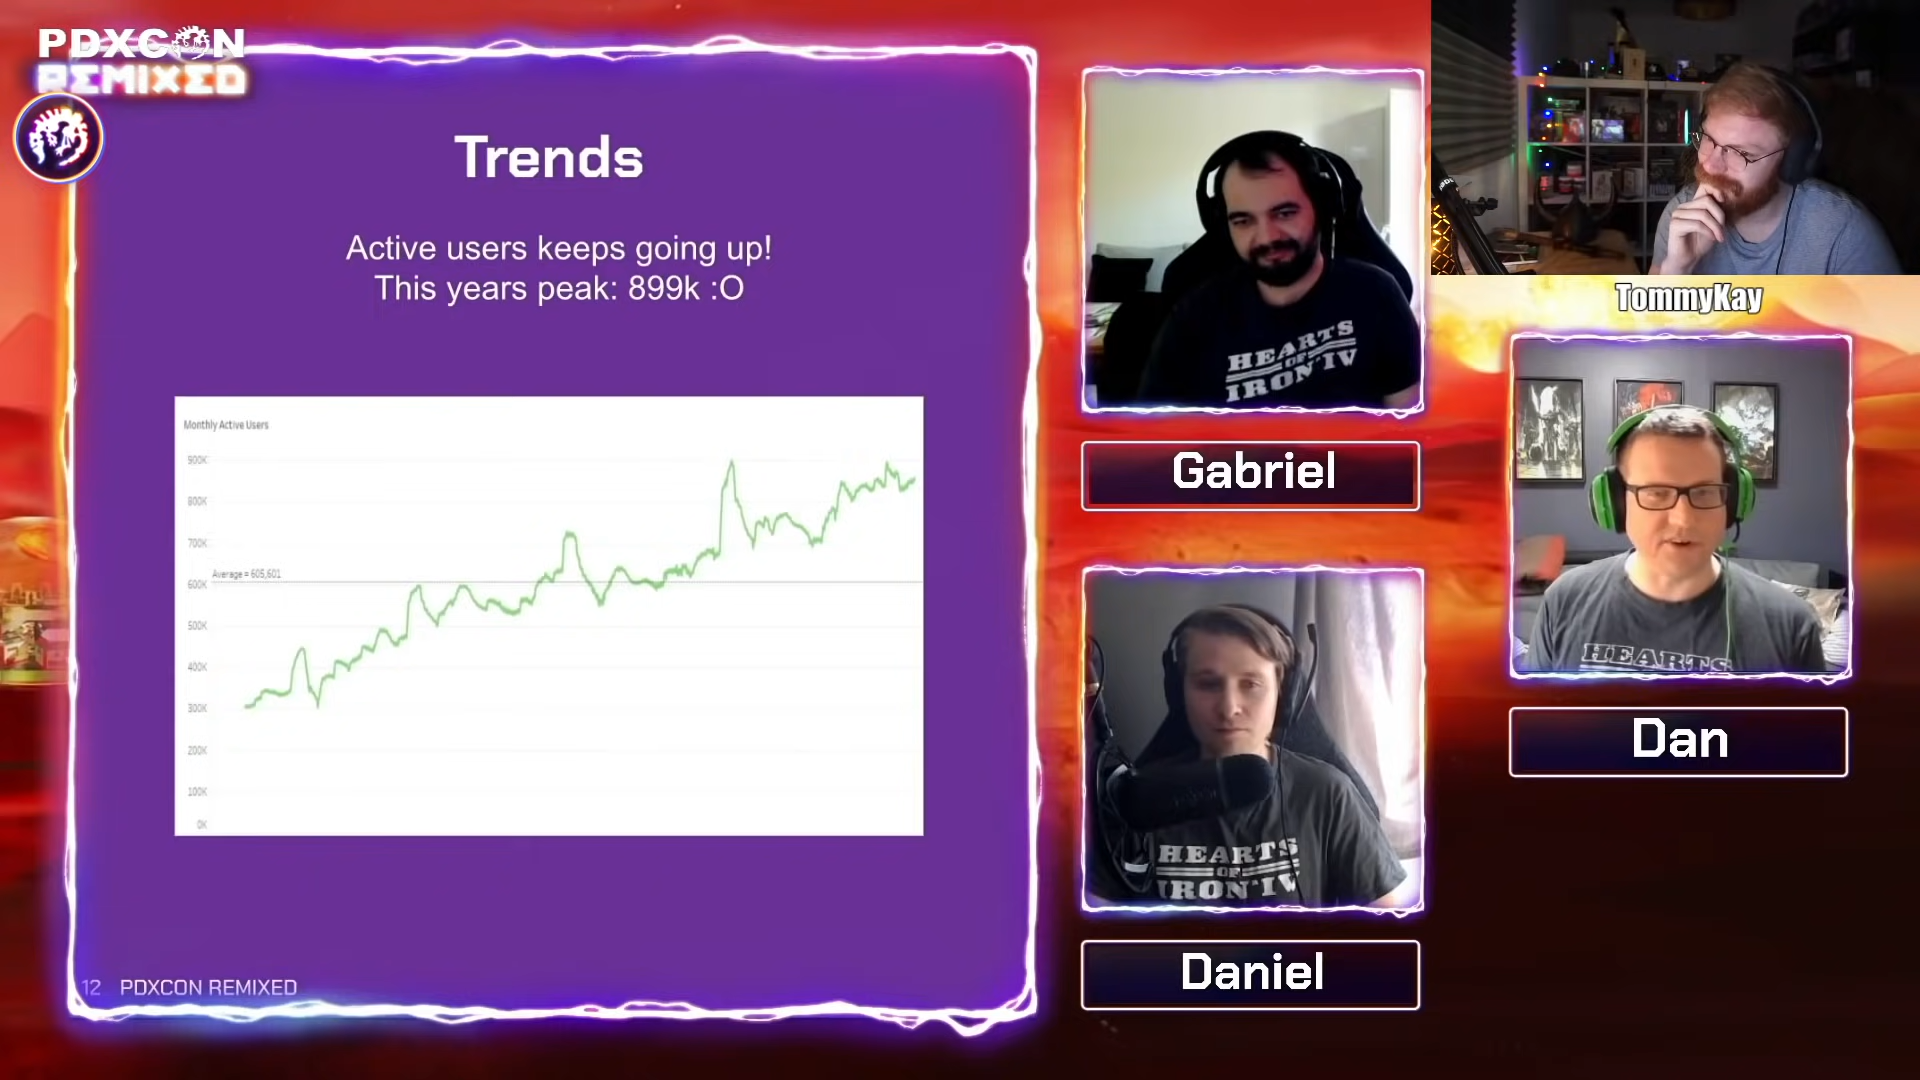 PDXCON
REMIXED
Trends
Active users keeps going up!
This years peak: 899k :O
Monthly Active Users
900K
800K
700K
Average = 605,601
600K
500K
400K
300K
200K
100K
0K
12 PDXCON REMIXED
HEARTS
OF
IRON IV
Gabriel
HEARTS
OF
IRON IV
Daniel
TommyKay
HEARTS
Dan